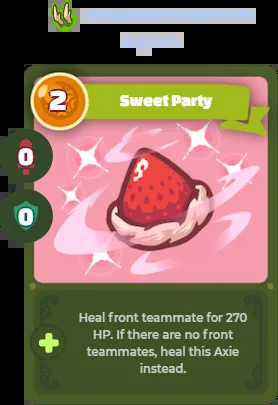 2
Sweet Party
0
0
Heal front teammate for 270
HP. If there are no front
teammates, heal this Axie
instead.